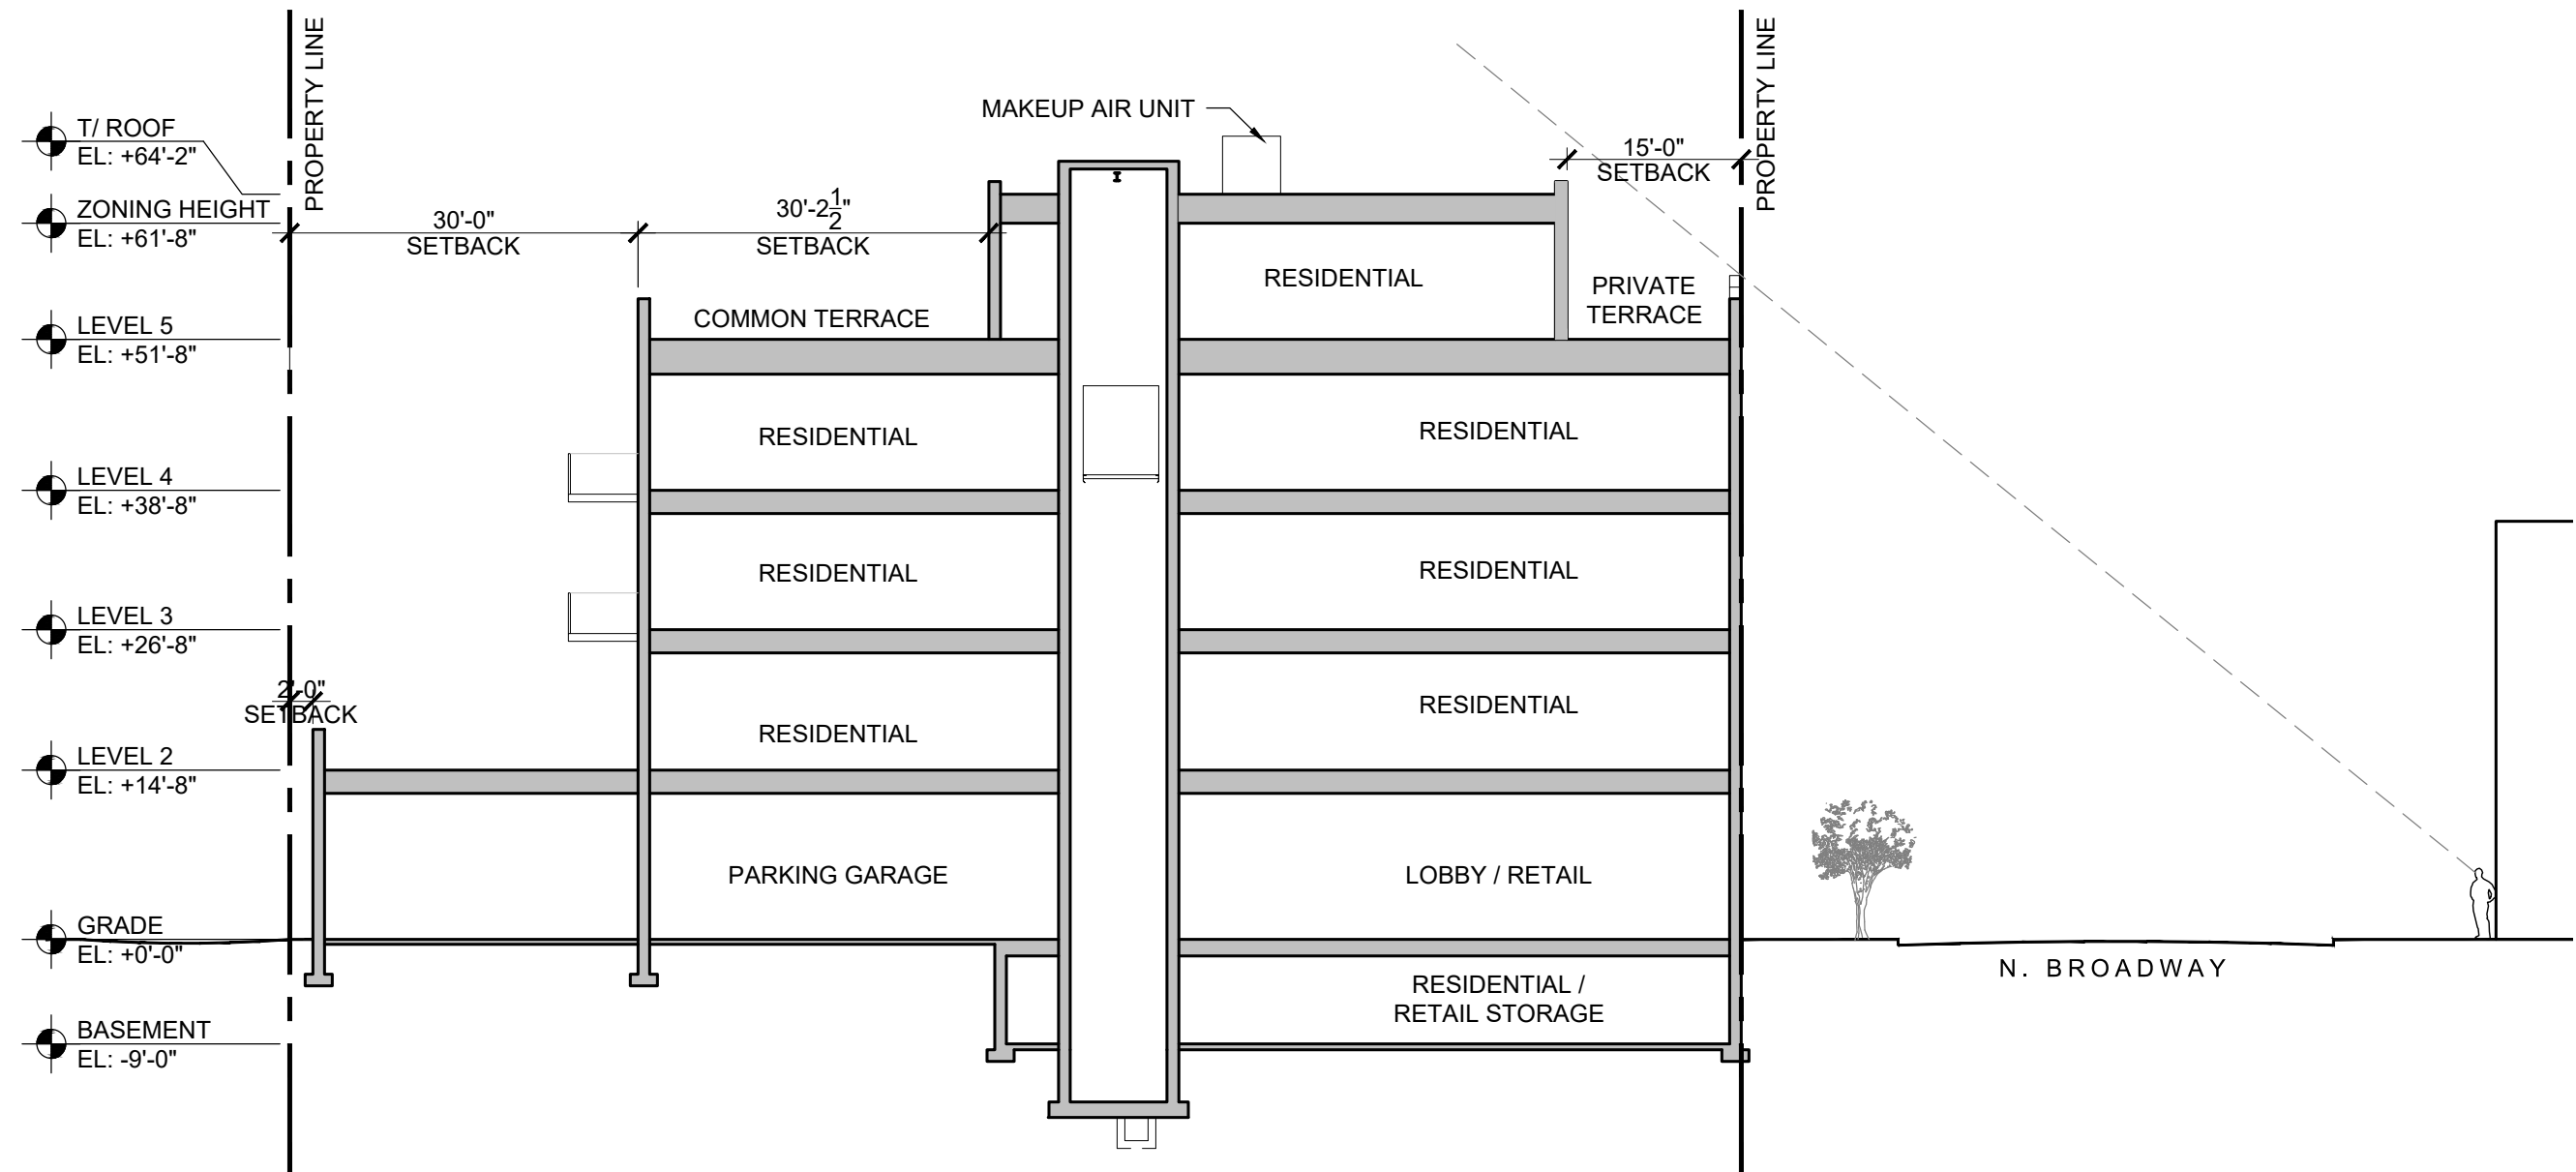 PROPERTY LINE
PROPERTY LINE
MAKEUP AIR UNIT
T/ ROOF
EL: +64'-2"
15'-0"
SETBACK
ZONING HEIGHT
EL: +61'-8"
30'-0"
SETBACK
30'-2 1/2"
SETBACK
RESIDENTIAL
PRIVATE
TERRACE
COMMON TERRACE
LEVEL 5
EL: +51'-8"
RESIDENTIAL
RESIDENTIAL
LEVEL 4
EL: +38'-8"
RESIDENTIAL
RESIDENTIAL
LEVEL 3
EL: +26'-8"
2'-0"
SETBACK
RESIDENTIAL
RESIDENTIAL
LEVEL 2
EL: +14'-8"
PARKING GARAGE
LOBBY / RETAIL
GRADE
EL: +0'-0"
N. BROADWAY
RESIDENTIAL /
RETAIL STORAGE
BASEMENT
EL: -9'-0"